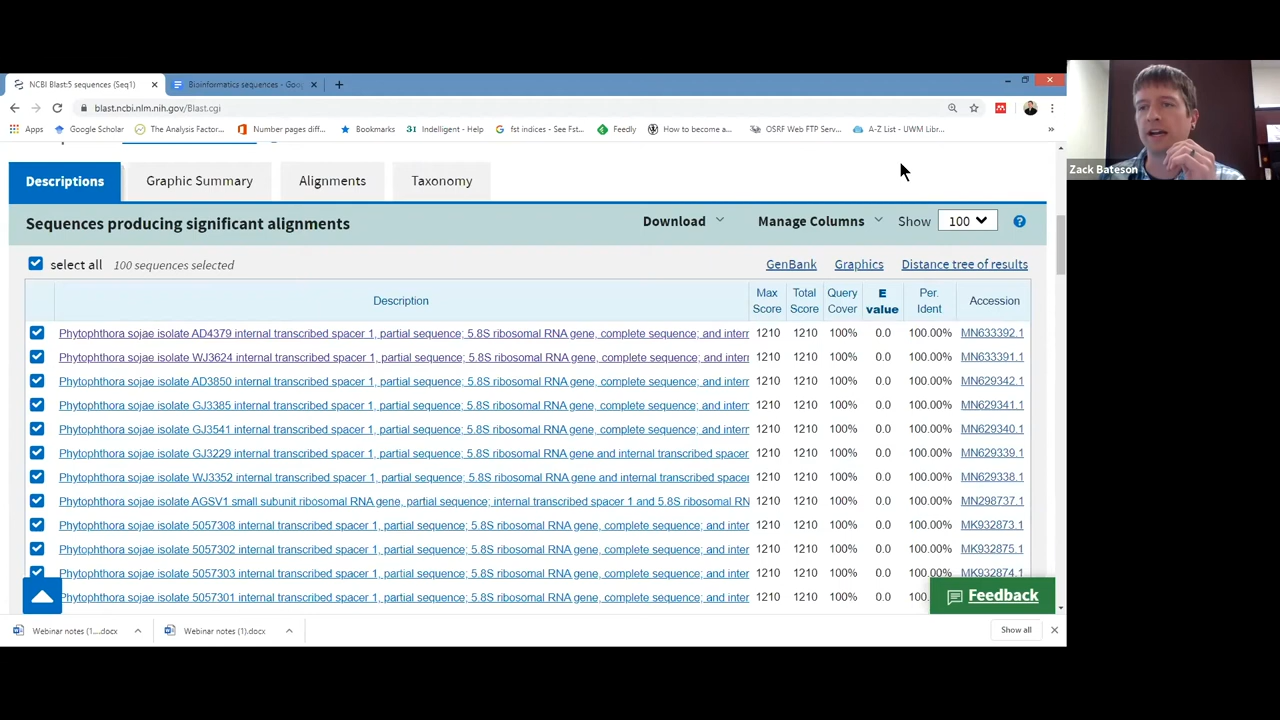 NCBI Blast:5 sequences (Seq1)
Bioinformatics sequences - Goo
blast.ncbi.nlm.nih.gov/Blast.cgi
Apps Google Scholar The Analysis Factor... Number pages diff... Bookmarks Indelligent - Help fst indices - See Fst... Feedly How to become a... OSRF Web FTP Serv... A-Z List - UWM Libr... »
Zack Bateson
Descriptions Graphic Summary Alignments Taxonomy
Sequences producing significant alignments Download Manage Columns Show 100 ?
select all 100 sequences selected GenBank Graphics Distance tree of results
Description Max Score Total Score Query Cover E value Per. Ident Accession
Phytophthora sojae isolate AD4379 internal transcribed spacer 1, partial sequence; 5.8S ribosomal RNA gene, complete sequence; and interr 1210 1210 100% 0.0 100.00% MN633392.1
Phytophthora sojae isolate WJ3624 internal transcribed spacer 1, partial sequence; 5.8S ribosomal RNA gene, complete sequence; and interr 1210 1210 100% 0.0 100.00% MN633391.1
Phytophthora sojae isolate AD3850 internal transcribed spacer 1, partial sequence; 5.8S ribosomal RNA gene, complete sequence; and interr 1210 1210 100% 0.0 100.00% MN629342.1
Phytophthora sojae isolate GJ3385 internal transcribed spacer 1, partial sequence; 5.8S ribosomal RNA gene, complete sequence; and interr 1210 1210 100% 0.0 100.00% MN629341.1
Phytophthora sojae isolate GJ3541 internal transcribed spacer 1, partial sequence; 5.8S ribosomal RNA gene, complete sequence; and interr 1210 1210 100% 0.0 100.00% MN629340.1
Phytophthora sojae isolate GJ3229 internal transcribed spacer 1, partial sequence; 5.8S ribosomal RNA gene and internal transcribed spacer 1210 1210 100% 0.0 100.00% MN629339.1
Phytophthora sojae isolate WJ3352 internal transcribed spacer 1, partial sequence; 5.8S ribosomal RNA gene and internal transcribed spacer 1210 1210 100% 0.0 100.00% MN629338.1
Phytophthora sojae isolate AGSV1 small subunit ribosomal RNA gene, partial sequence; internal transcribed spacer 1 and 5.8S ribosomal RN 1210 1210 100% 0.0 100.00% MN298737.1
Phytophthora sojae isolate 5057308 internal transcribed spacer 1, partial sequence; 5.8S ribosomal RNA gene, complete sequence; and inter 1210 1210 100% 0.0 100.00% MK932873.1
Phytophthora sojae isolate 5057302 internal transcribed spacer 1, partial sequence; 5.8S ribosomal RNA gene, complete sequence; and inter 1210 1210 100% 0.0 100.00% MK932875.1
Phytophthora sojae isolate 5057303 internal transcribed spacer 1, partial sequence; 5.8S ribosomal RNA gene, complete sequence; and inter 1210 1210 100% 0.0 100.00% MK932874.1
Phytophthora sojae isolate 5057301 internal transcribed spacer 1, partial sequence; 5.8S ribosomal RNA gene, complete sequence; and inter 1210 1210 100% 0.0 100.
Feedback
Webinar notes (1....docx Webinar notes (1).docx Show all